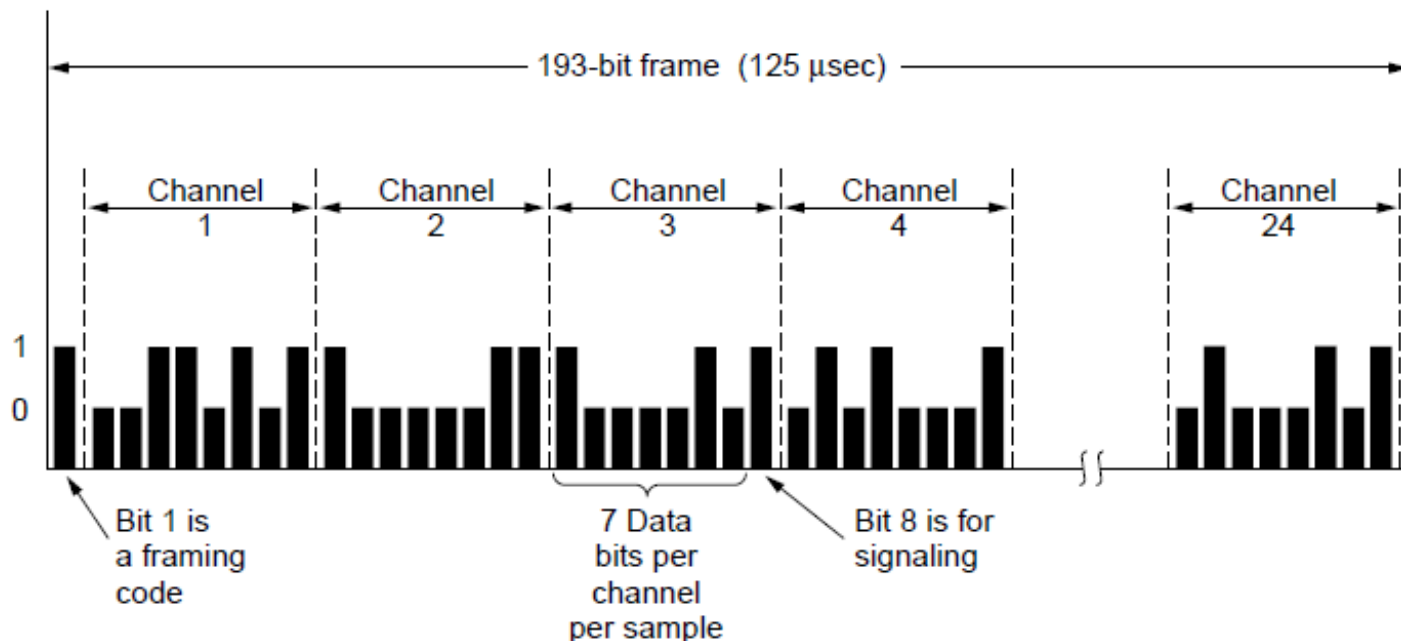 193-bit frame (125 μsec)
Channel
1
Channel
2
Channel
3
Channel
4
Channel
24
1
0
Bit 1 is
a framing
code
7 Data
bits per
channel
per sample
Bit 8 is for
signaling